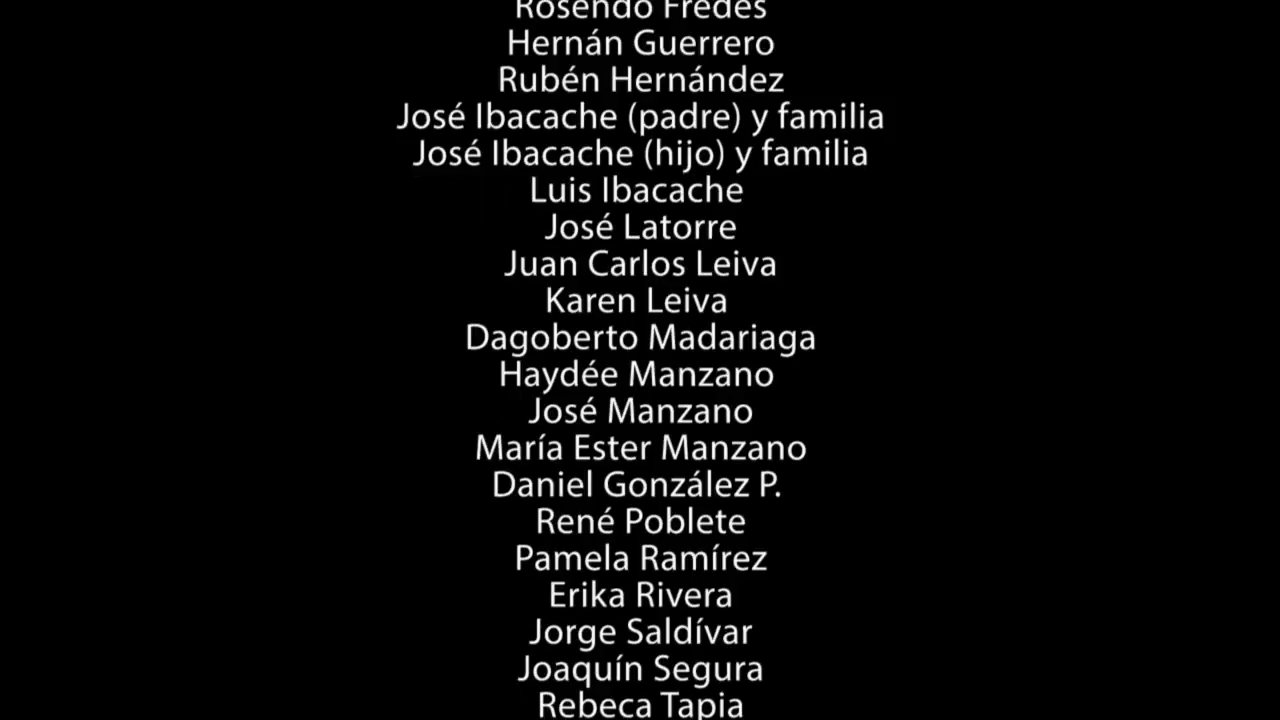 Rosendo Fredes
Hernán Guerrero
Rubén Hernández
José Ibacache (padre) y familia
José Ibacache (hijo) y familia
Luis Ibacache
José Latorre
Juan Carlos Leiva
Karen Leiva
Dagoberto Madariaga
Haydée Manzano
José Manzano
María Ester Manzano
Daniel González P.
René Poblete
Pamela Ramírez
Erika Rivera
Jorge Saldívar
Joaquín Segura
Rebeca Tapia